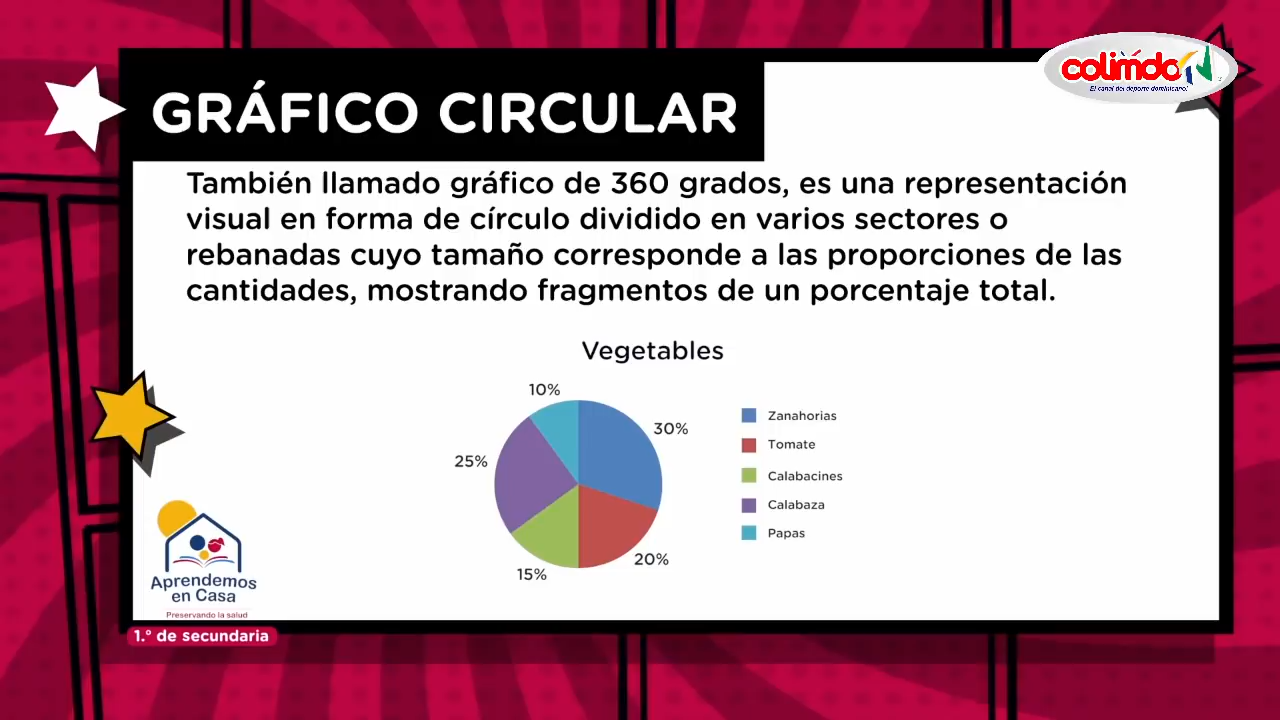 colimdo
El canal del deporte dominicano!
GRÁFICO CIRCULAR
También llamado gráfico de 360 grados, es una representación
visual en forma de círculo dividido en varios sectores o
rebanadas cuyo tamaño corresponde a las proporciones de las
cantidades, mostrando fragmentos de un porcentaje total.
Vegetables
10%
30%
25%
20%
15%
Zanahorias
Tomate
Calabacines
Calabaza
Papas
Aprendemos
en Casa
Preservando la salud
1.° de secundaria